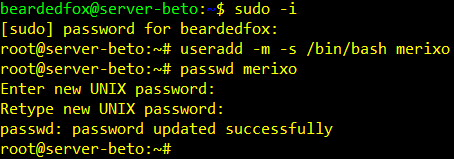 beardedfox@server-beto:~$ sudo -i
[sudo] password for beardedfox:
root@server-beto:~# useradd -m -s /bin/bash merixo
root@server-beto:~# passwd merixo
Enter new UNIX password:
Retype new UNIX password:
passwd: password updated successfully
root@server-beto:~#